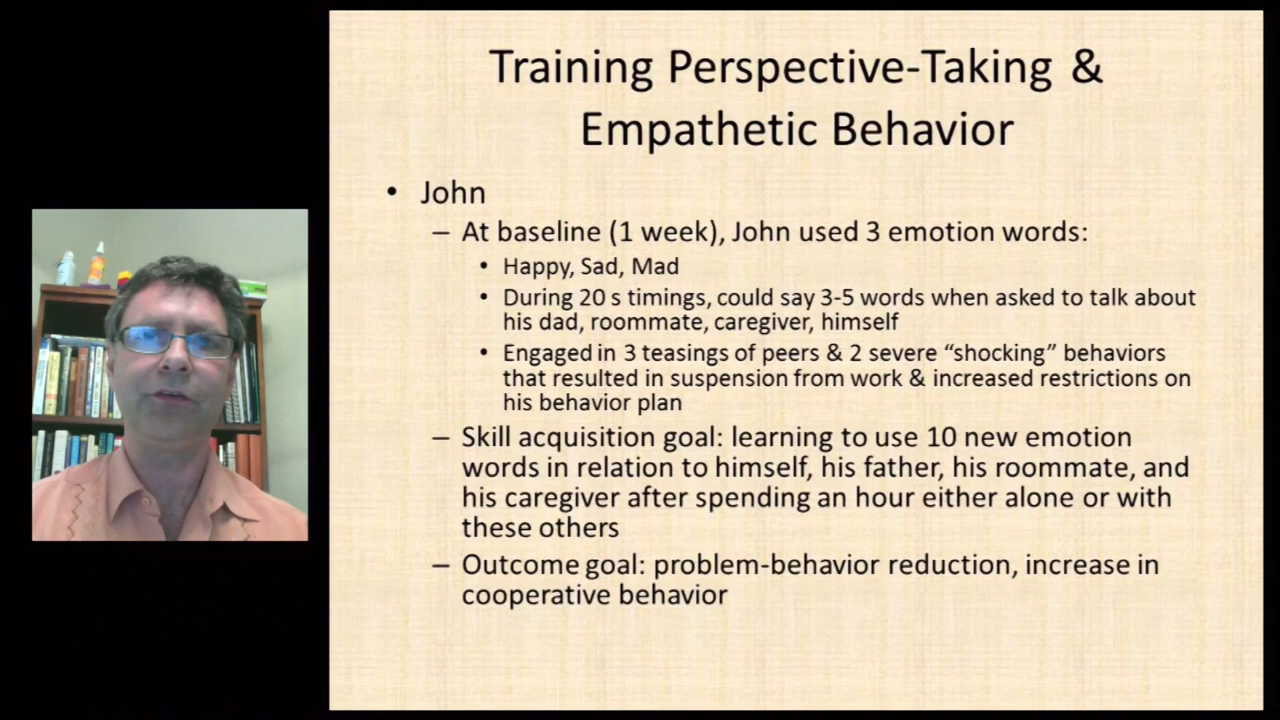 Training Perspective-Taking &
Empathetic Behavior
• John
– At baseline (1 week), John used 3 emotion words:
• Happy, Sad, Mad
• During 20 s timings, could say 3-5 words when asked to talk about
his dad, roommate, caregiver, himself
• Engaged in 3 teasings of peers & 2 severe “shocking” behaviors
that resulted in suspension from work & increased restrictions on
his behavior plan
– Skill acquisition goal: learning to use 10 new emotion
words in relation to himself, his father, his roommate, and
his caregiver after spending an hour either alone or with
these others
– Outcome goal: problem-behavior reduction, increase in
cooperative behavior